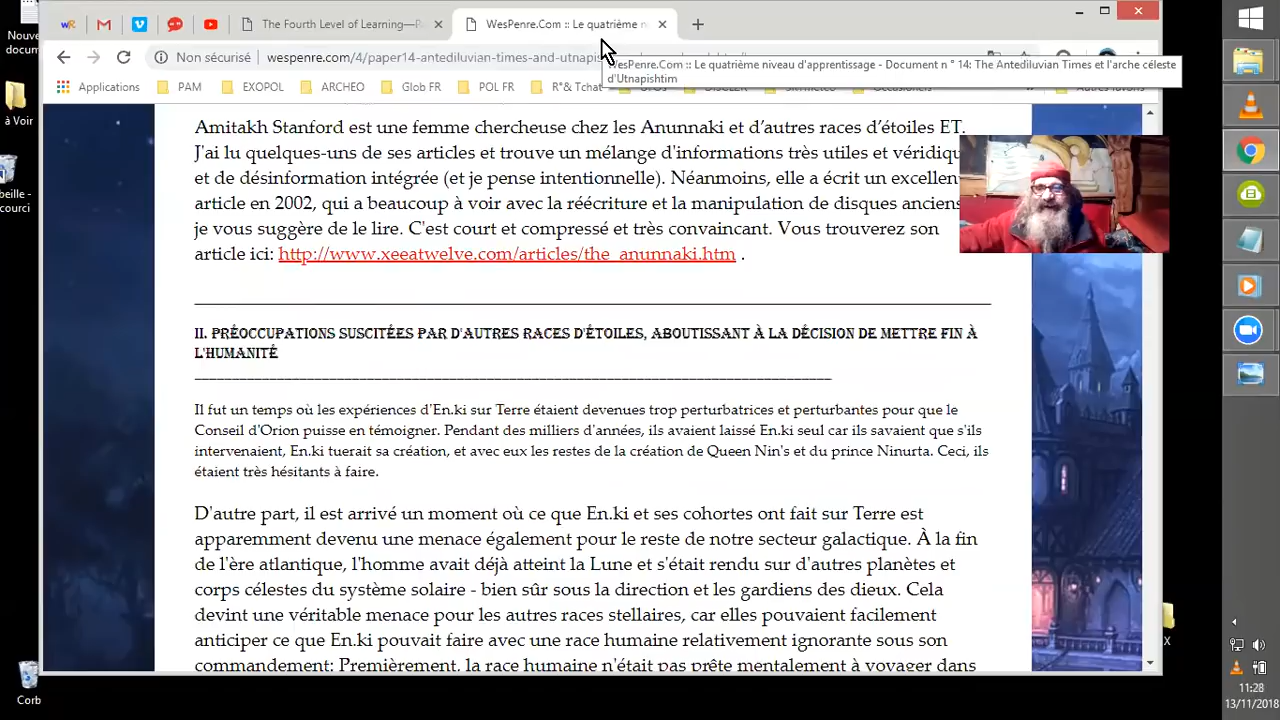 Nouve
docum
à Voir
beille -
courci
Corb
The Fourth Level of Learning—P
WesPenre.Com :: Le quatrième n
Non sécurisé
wespenre.com/4/paper14-antediluvian-times-and-utnapis
WesPenre.Com :: Le quatrième niveau d'apprentissage - Document n ° 14: The Antediluvian Times et l'arche céleste
d'Utnapishtim
Applications
PAM
EXOPOL
ARCHEO
Glob FR
POL FR
R*& Tchat
Amitakh Stanford est une femme chercheuse chez les Anunnaki et d’autres races d’étoiles ET.
J'ai lu quelques-uns de ses articles et trouve un mélange d'informations très utiles et véridiqu
et de désinformation intégrée (et je pense intentionnelle). Néanmoins, elle a écrit un excellen
article en 2002, qui a beaucoup à voir avec la réécriture et la manipulation de disques anciens
je vous suggère de le lire. C'est court et compressé et très convaincant. Vous trouverez son
article ici: http://www.xeeatwelve.com/articles/the_anunnaki.htm .
II. PRÉOCCUPATIONS SUSCITÉES PAR D'AUTRES RACES D'ÉTOILES, ABOUTISSANT À LA DÉCISION DE METTRE FIN À
L'HUMANITÉ
Il fut un temps où les expériences d'En.ki sur Terre étaient devenues trop perturbatrices et perturbantes pour que le
Conseil d'Orion puisse en témoigner. Pendant des milliers d'années, ils avaient laissé En.ki seul car ils savaient que s'ils
intervenaient, En.ki tuerait sa création, et avec eux les restes de la création de Queen Nin's et du prince Ninurta. Ceci, ils
étaient très hésitants à faire.
D'autre part, il est arrivé un moment où ce que En.ki et ses cohortes ont fait sur Terre est
apparemment devenu une menace également pour le reste de notre secteur galactique. À la fin
de l'ère atlantique, l'homme avait déjà atteint la Lune et s'était rendu sur d'autres planètes et
corps célestes du système solaire - bien sûr sous la direction et les gardiens des dieux. Cela
devint une véritable menace pour les autres races stellaires, car elles pouvaient facilement
anticiper ce que En.ki pouvait faire avec une race humaine relativement ignorante sous son
commandement: Premièrement, la race humaine n'était pas prête mentalement à voyager dans
X
11:28
13/11/2018